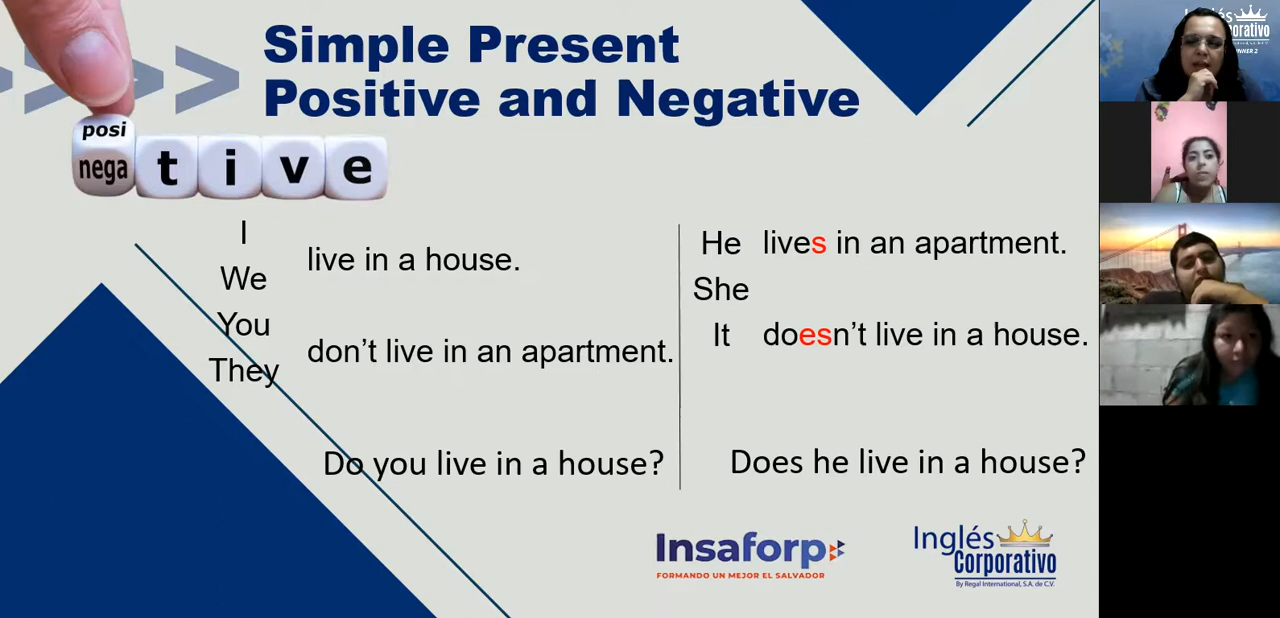 Simple Present
Positive and Negative
posi
nega t i v e
I
We
You
They
live in a house.
don't live in an apartment.
Do you live in a house?
He lives in an apartment.
She
It doesn't live in a house.
Does he live in a house?
Insaforp
FORMANDO UN MEJOR EL SALVADOR
Inglés
Corporativo
By Regal International, S.A. de C.V.
Inglés